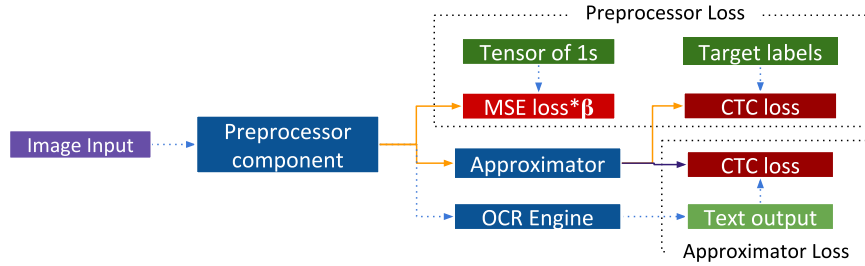 Preprocessor Loss
Tensor of 1s
Target labels
MSE loss*β
CTC loss
Image Input
Preprocessor
component
Approximator
CTC loss
OCR Engine
Text output
Approximator Loss